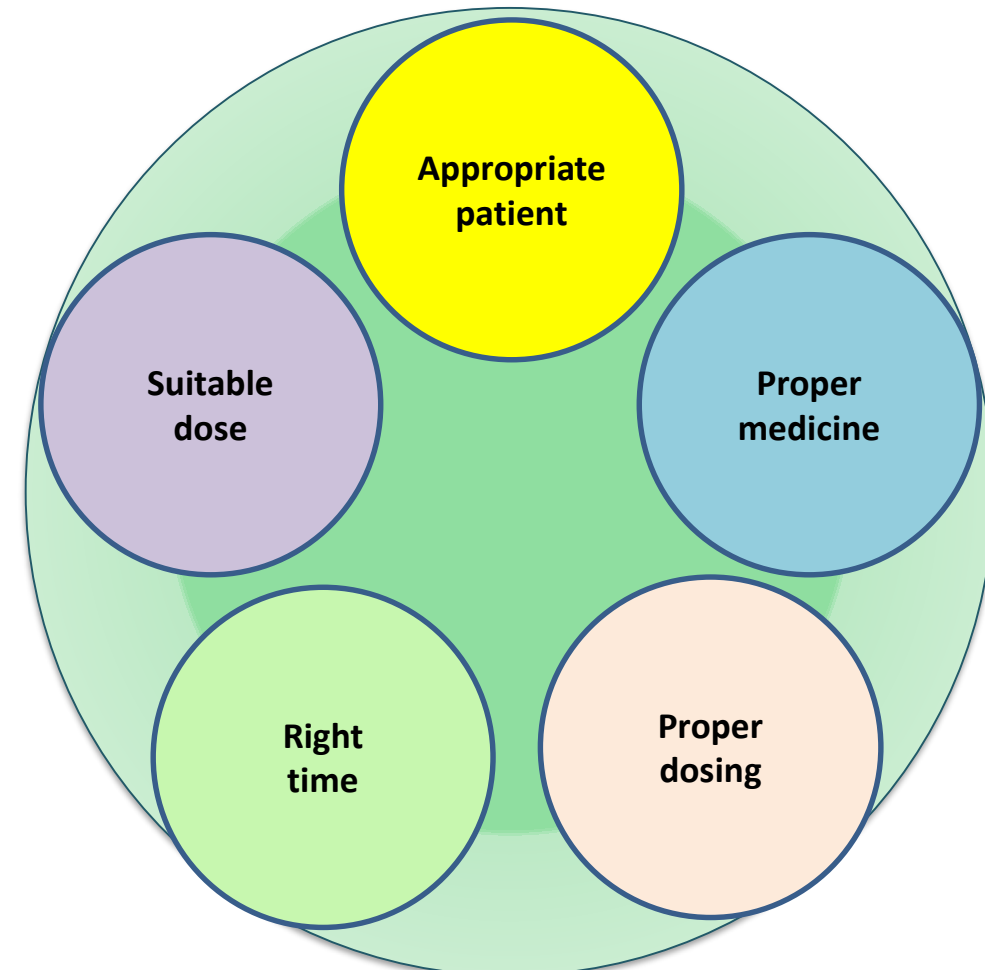 Appropriate
patient
Suitable
dose
Proper
medicine
Right
time
Proper
dosing